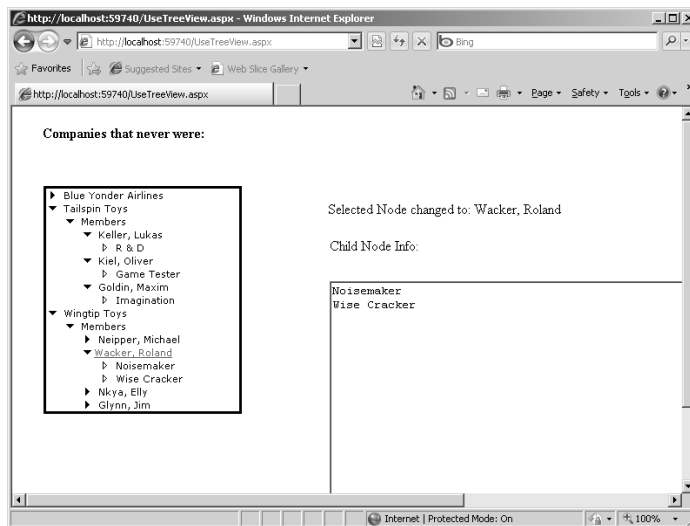 http://localhost:59740/UseTreeView.aspx - Windows Internet Explorer
http://localhost:59740/UseTreeView.aspx
Bing
Favorites
Suggested Sites
Web Slice Gallery
http://localhost:59740/UseTreeView.aspx
Page
Safety
Tools
Companies that never were:
Blue Yonder Airlines
Tailspin Toys
Members
Keller, Lukas
R & D
Kiel, Oliver
Game Tester
Goldin, Maxim
Imagination
Wingtip Toys
Members
Neipper, Michael
Wacker, Roland
Noisemaker
Wise Cracker
Nkya, Elly
Glynn, Jim
Selected Node changed to: Wacker, Roland
Child Node Info:
Noisemaker
Wise Cracker
Internet | Protected Mode: On
100%